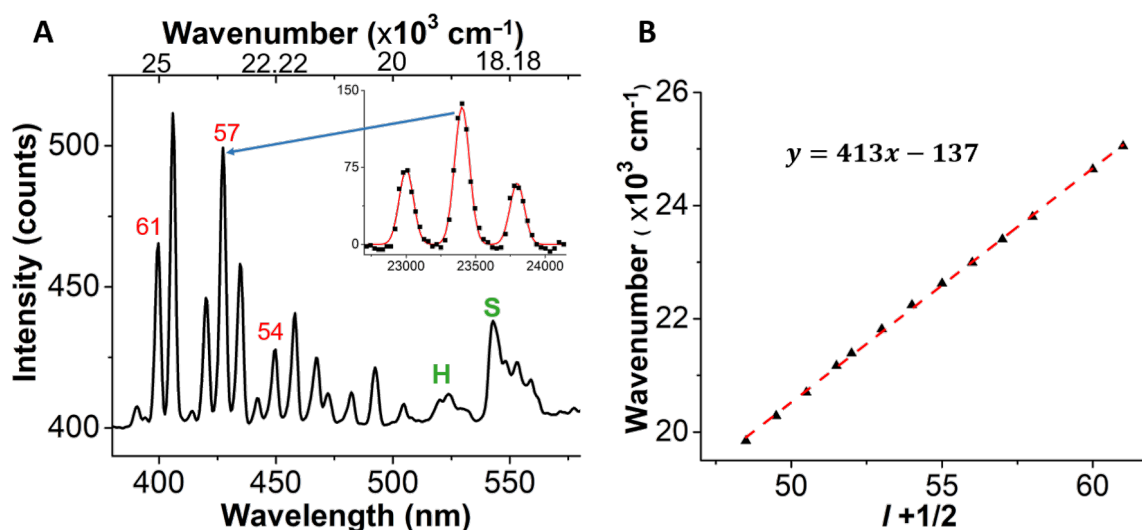 A
Wavenumber (x10³ cm⁻¹)
25 22.22 20 18.18
Intensity (counts)
500
450
400
61
57
54
H
S
150
75
0
23000 23500 24000
400 450 500 550
Wavelength (nm)
B
Wavenumber ( x10³ cm⁻¹)
26
24
22
20
y = 413x − 137
50 55 60
l +1/2